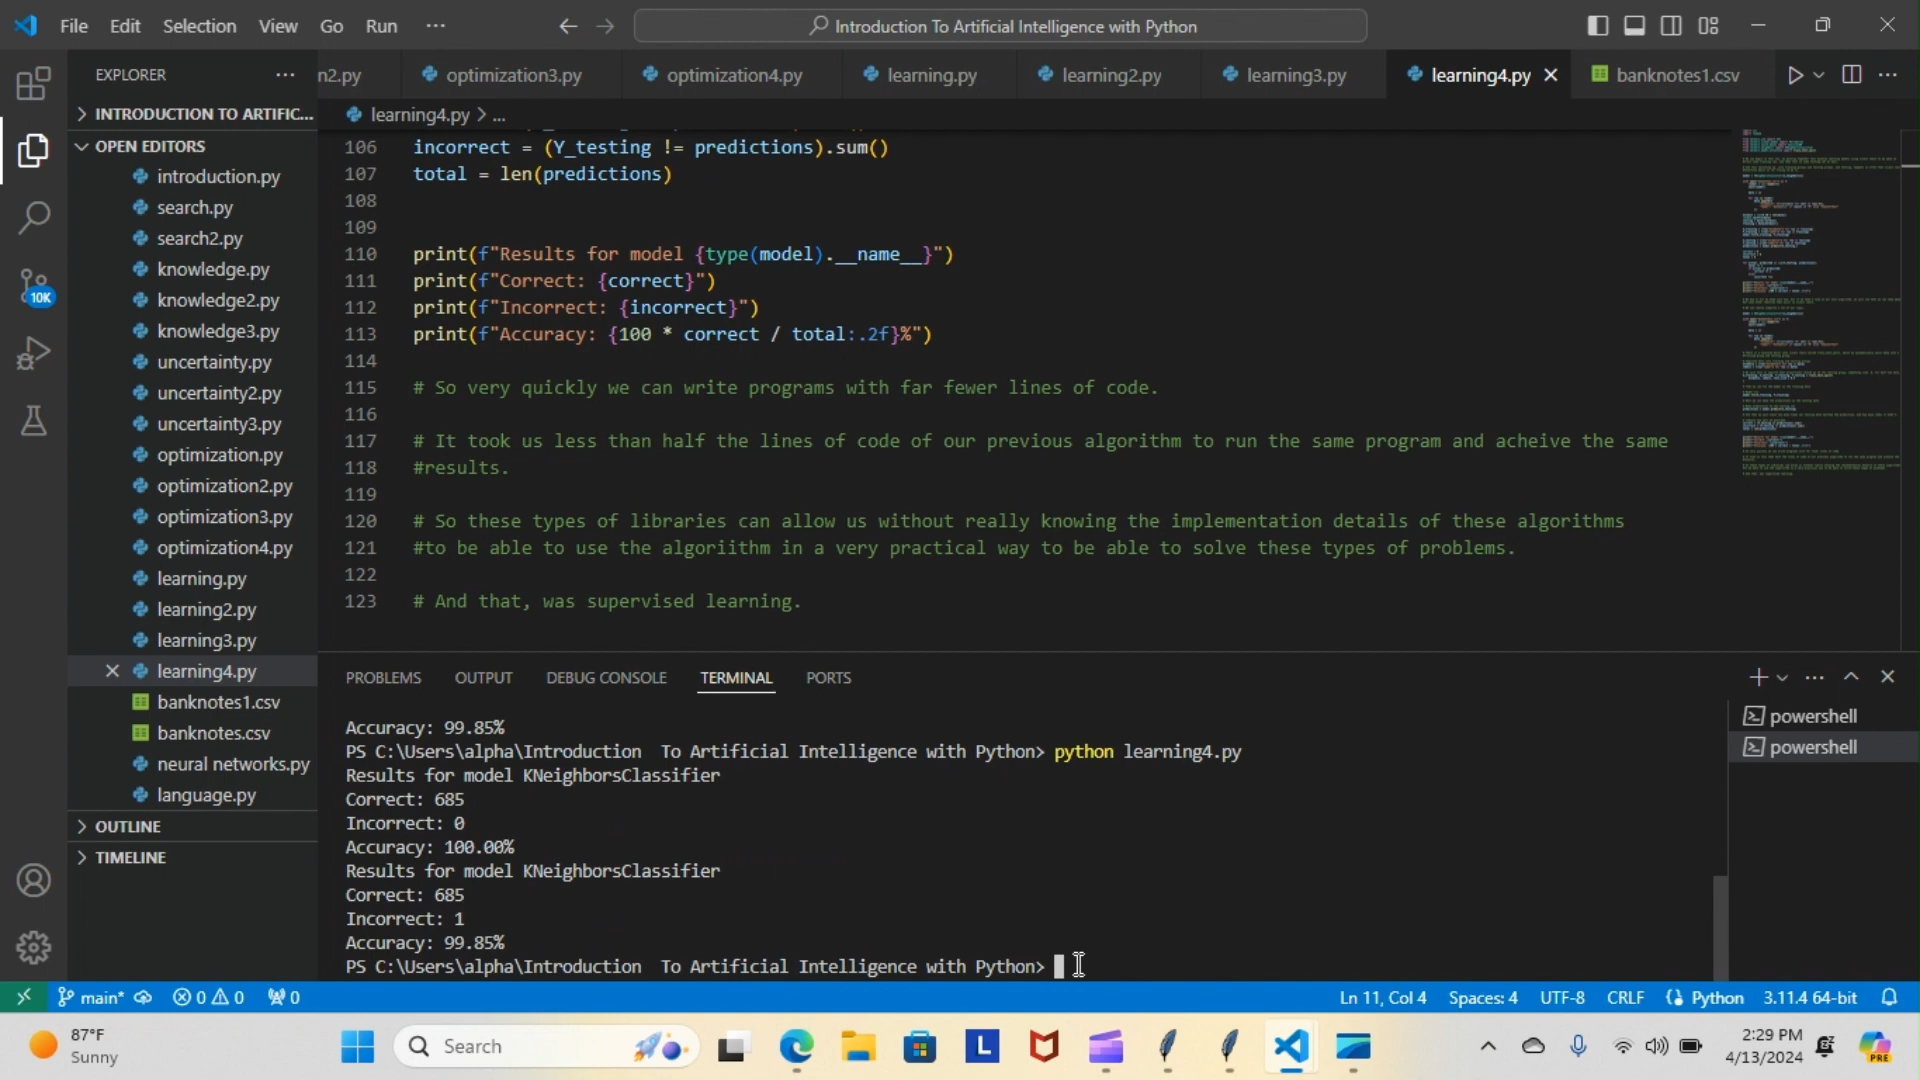 File Edit Selection View Go Run ··· Introduction To Artificial Intelligence with Python
EXPLORER ··· n2.py optimization3.py optimization4.py learning.py learning2.py learning3.py learning4.py banknotes1.csv
INTRODUCTION TO ARTIFIC...
learning4.py > ...
OPEN EDITORS
introduction.py
search.py
search2.py
knowledge.py
knowledge2.py
knowledge3.py
uncertainty.py
uncertainty2.py
uncertainty3.py
optimization.py
optimization2.py
optimization3.py
optimization4.py
learning.py
learning2.py
learning3.py
learning4.py
banknotes1.csv
banknotes.csv
neural networks.py
language.py
OUTLINE
TIMELINE
10K
106 incorrect = (Y_testing != predictions).sum()
107 total = len(predictions)
108
109
110 print(f"Results for model {type(model).__name__}")
111 print(f"Correct: {correct}")
112 print(f"Incorrect: {incorrect}")
113 print(f"Accuracy: {100 * correct / total:.2f}%")
114
115 # So very quickly we can write programs with far fewer lines of code.
116
117 # It took us less than half the lines of code of our previous algorithm to run the same program and acheive the same
118 #results.
119
120 # So these types of libraries can allow us without really knowing the implementation details of these algorithms
121 #to be able to use the algoriithm in a very practical way to be able to solve these types of problems.
122
123 # And that, was supervised learning.
PROBLEMS OUTPUT DEBUG CONSOLE TERMINAL PORTS
Accuracy: 99.85%
PS C:\Users\alpha\Introduction  To Artificial Intelligence with Python> python learning4.py
Results for model KNeighborsClassifier
Correct: 685
Incorrect: 0
Accuracy: 100.00%
Results for model KNeighborsClassifier
Correct: 685
Incorrect: 1
Accuracy: 99.85%
PS C:\Users\alpha\Introduction  To Artificial Intelligence with Python>
powershell
powershell
main* 0 0 0 Ln 11, Col 4 Spaces: 4 UTF-8 CRLF Python 3.11.4 64-bit
87°F
Sunny
Search
L
2:29 PM
4/13/2024
PRE